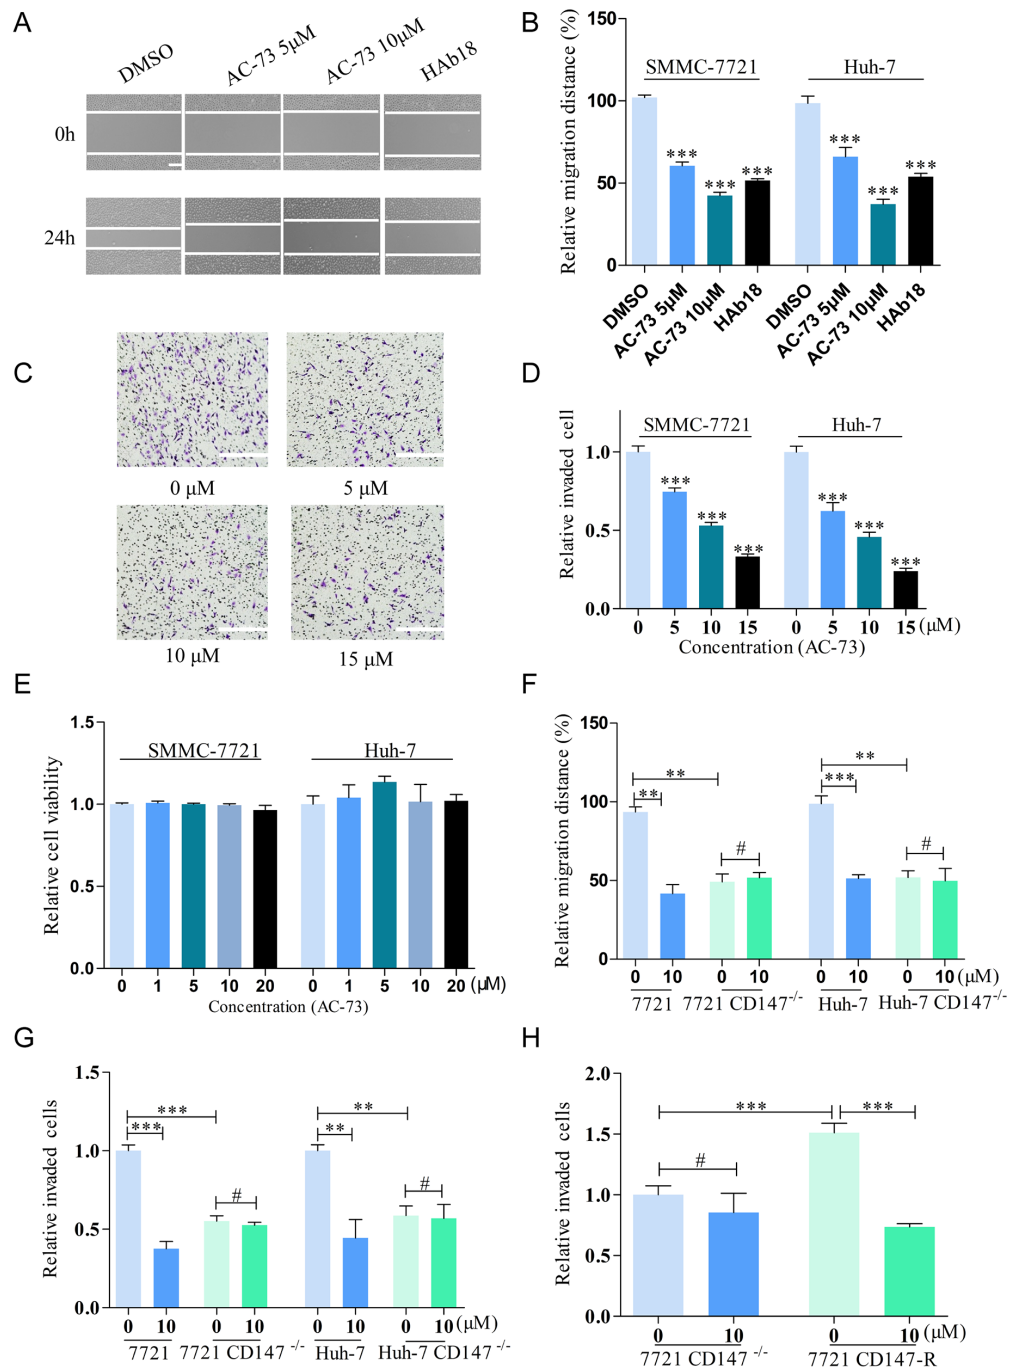 A
DMSO
AC-73 5μM
AC-73 10μM
HAb18
0h
24h
B
Relative migration distance (%)
150
100
50
0
SMMC-7721
Huh-7
***
***
***
***
***
***
DMSO
AC-73 5μM
AC-73 10μM
HAb18
DMSO
AC-73 5μM
AC-73 10μM
HAb18
C
0 μM
5 μM
10 μM
15 μM
D
Relative invaded cell
1.0
0.5
0.0
SMMC-7721
Huh-7
***
***
***
***
***
***
0 5 10 15 0 5 10 15 (μM)
Concentration (AC-73)
E
Relative cell viability
1.5
1.0
0.5
0.0
SMMC-7721
Huh-7
0 1 5 10 20 0 1 5 10 20 (μM)
Concentration (AC-73)
F
Relative migration distance (%)
150
100
50
0
**
**
#
**
***
#
0 10 0 10 0 10 0 10 (μM)
7721 7721 CD147-/- Huh-7 Huh-7 CD147-/-
G
Relative invaded cells
1.5
1.0
0.5
0.0
***
***
#
**
**
#
0 10 0 10 0 10 0 10 (μM)
7721 7721 CD147 -/- Huh-7 Huh-7 CD147 -/-
H
Relative invaded cells
2.0
1.5
1.0
0.5
0.0
***
***
#
0 10 0 10 (μM)
7721 CD147 -/- 7721 CD147-R